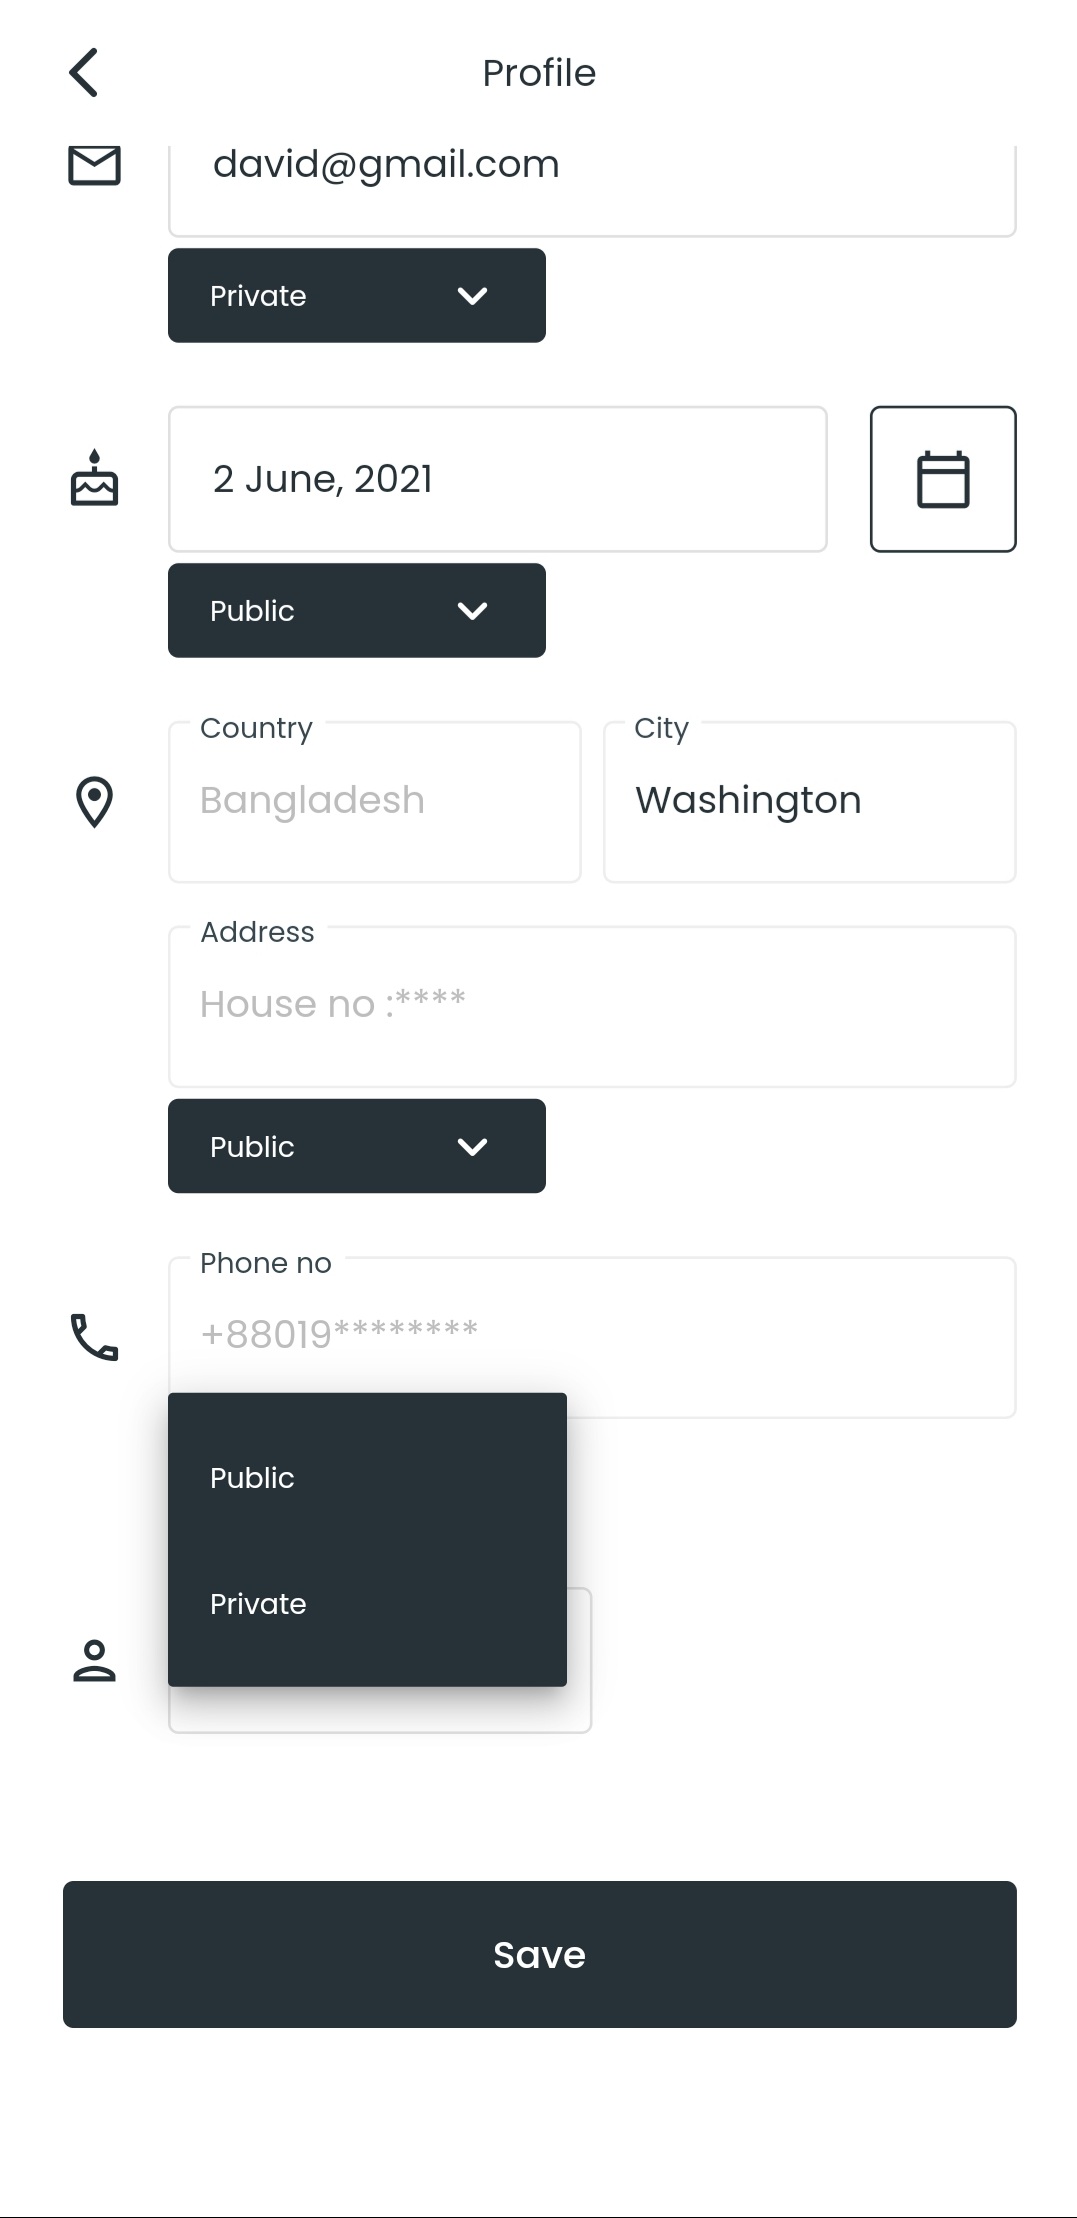 Profile
david@gmail.com
Private
2 June, 2021
Public
Country
City
Bangladesh
Washington
Address
House no :****
Public
Phone no
+88019********
Public
Private
Save